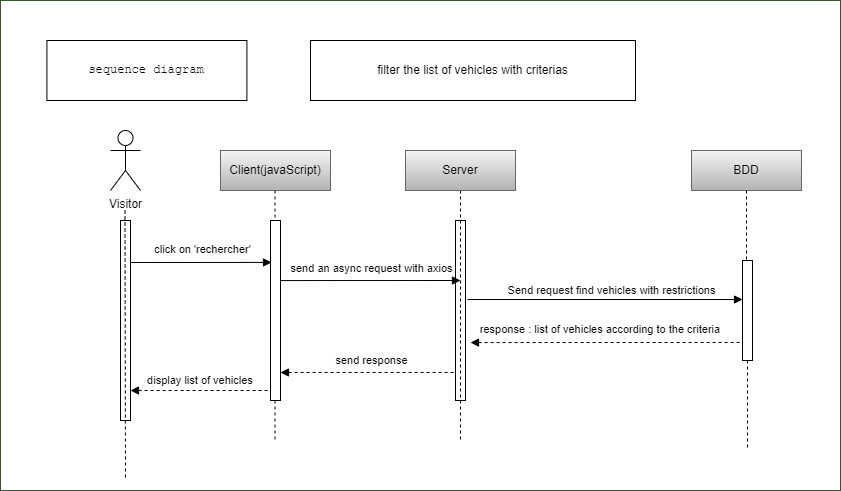 sequence diagram
filter the list of vehicles with criterias
Visitor
Client(javaScript)
Server
BDD
click on 'rechercher'
send an async request with axios
Send request find vehicles with restrictions
response : list of vehicles according to the criteria
send response
display list of vehicles